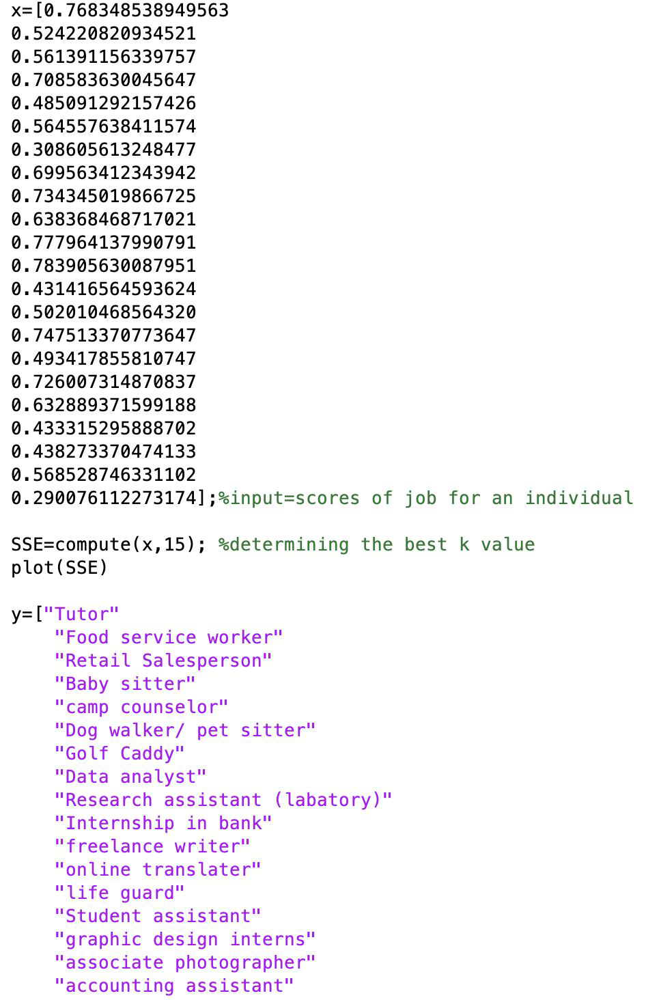 x=[0.768348538949563
0.524220820934521
0.561391156339757
0.708583630045647
0.485091292157426
0.564557638411574
0.308605613248477
0.699563412343942
0.734345019866725
0.638368468717021
0.777964137990791
0.783905630087951
0.431416564593624
0.502010468564320
0.747513370773647
0.493417855810747
0.726007314870837
0.632889371599188
0.433315295888702
0.438273370474133
0.568528746331102
0.290076112273174];%input=scores of job for an individual
SSE=compute(x,15); %determining the best k value
plot(SSE)
y=["Tutor"
"Food service worker"
"Retail Salesperson"
"Baby sitter"
"camp counselor"
"Dog walker/ pet sitter"
"Golf Caddy"
"Data analyst"
"Research assistant (labatory)"
"Internship in bank"
"freelance writer"
"online translater"
"life guard"
"Student assistant"
"graphic design interns"
"associate photographer"
"accounting assistant"